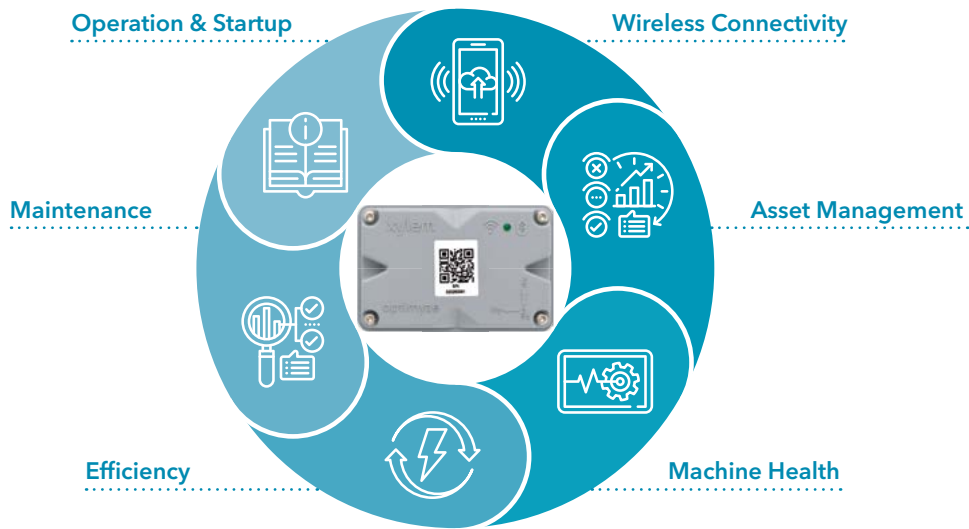 Operation & Startup
Wireless Connectivity
Maintenance
Asset Management
xylem
optimyze
Efficiency
Machine Health